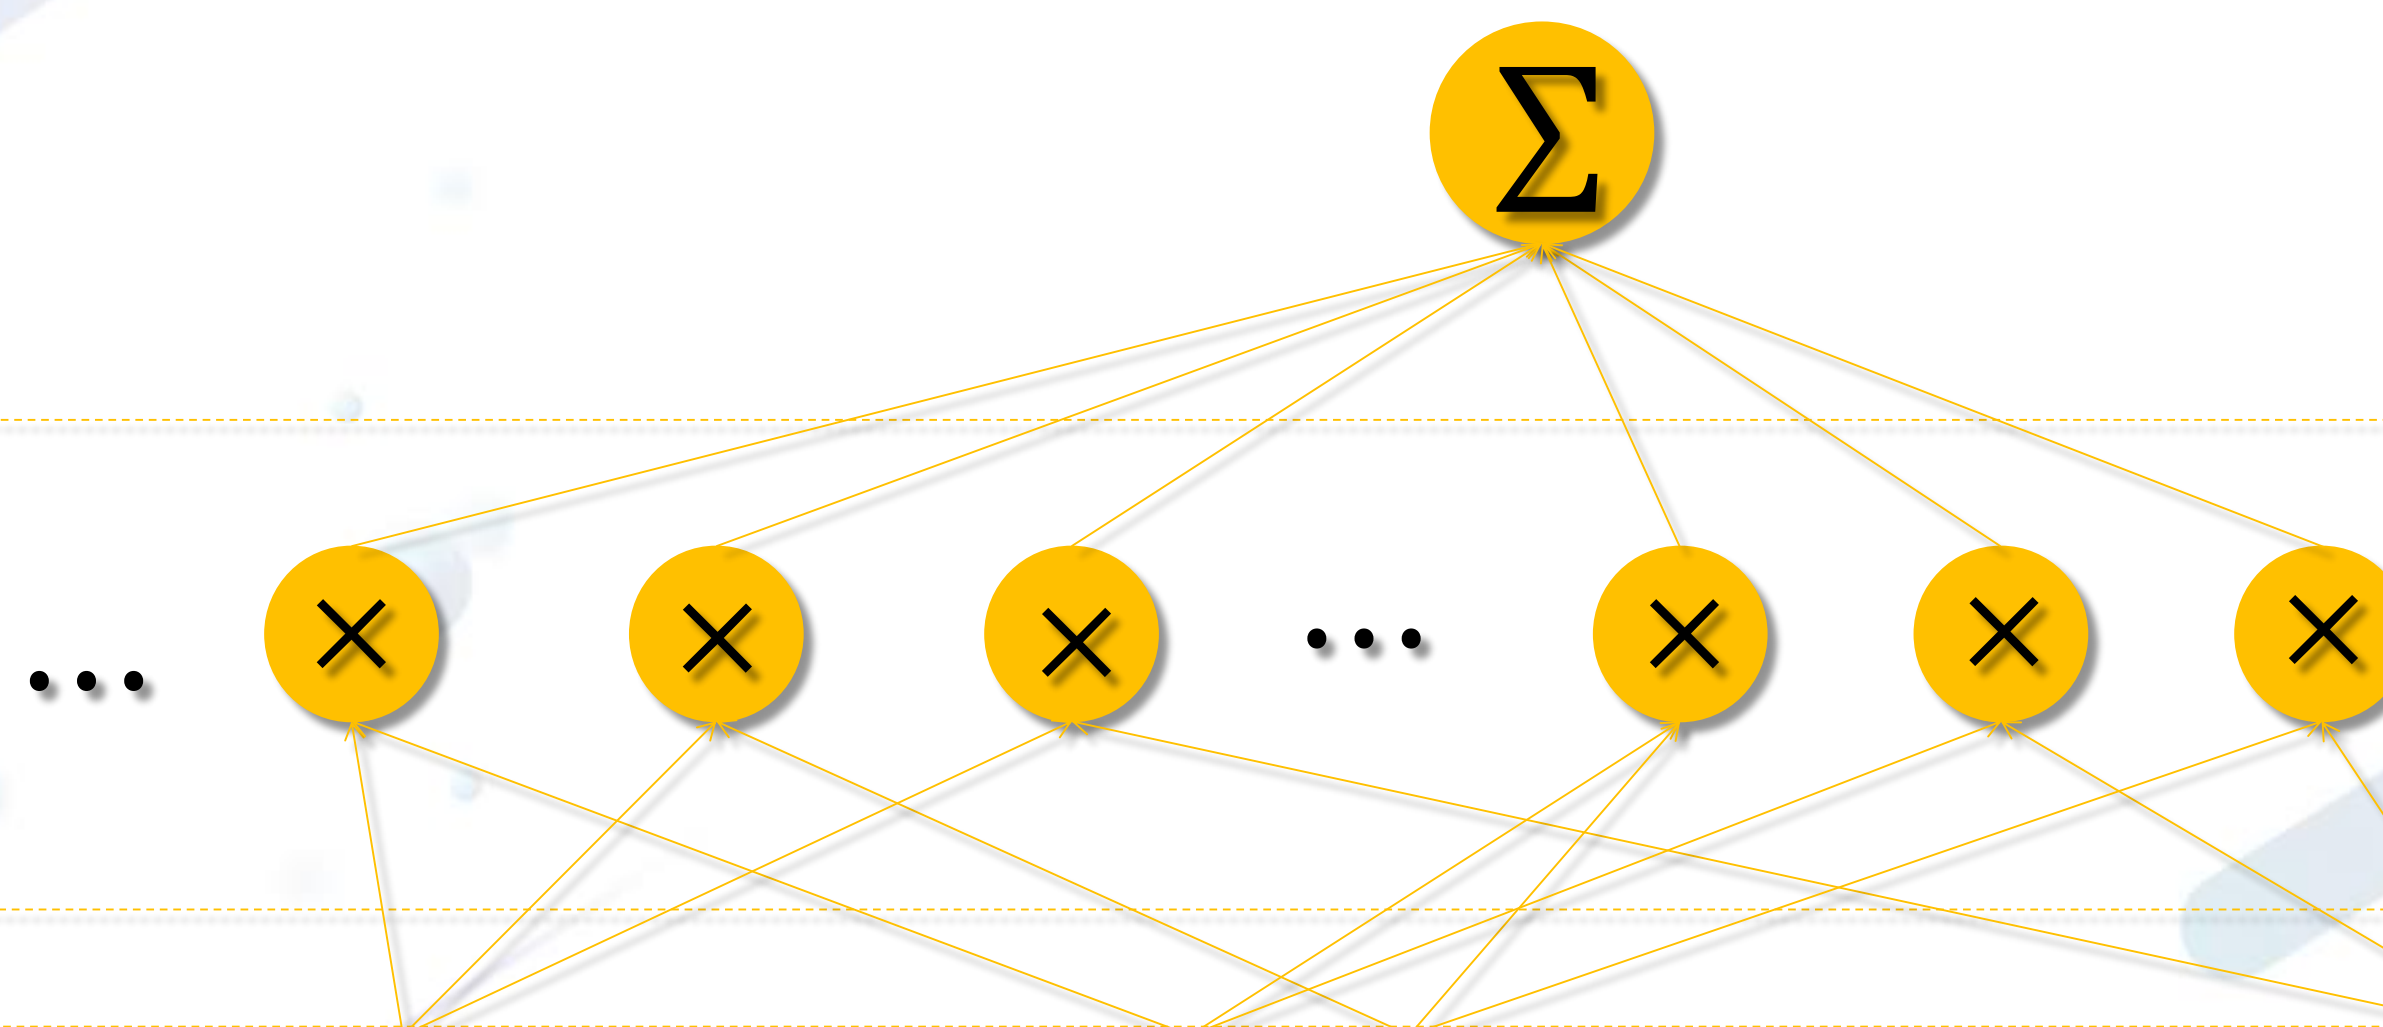 Σ
… × × × … × × ×